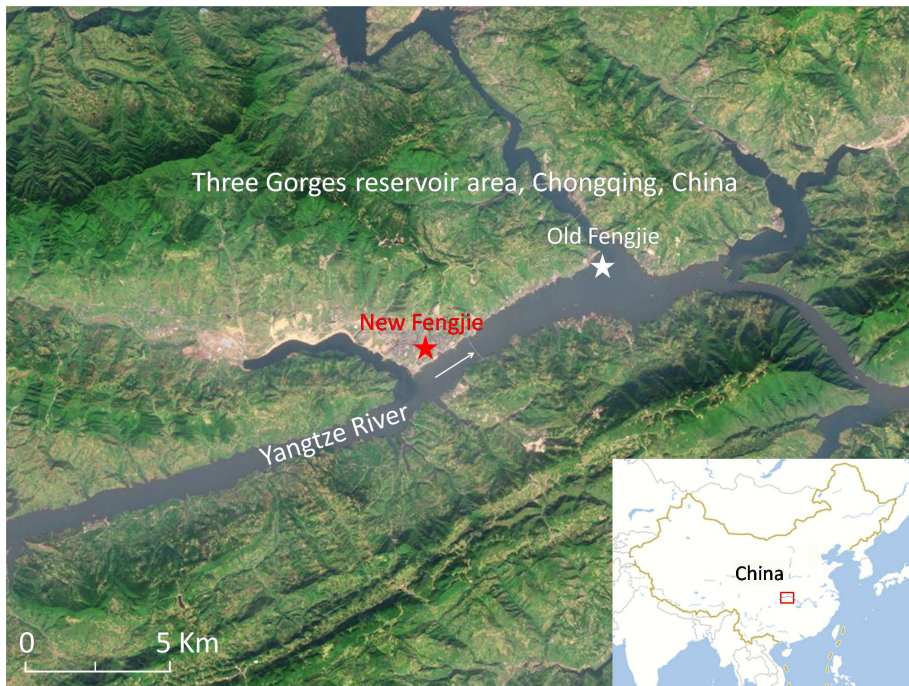 Three Gorges reservoir area, Chongqing, China
Old Fengjie
New Fengjie
Yangtze River
China
0 5 Km